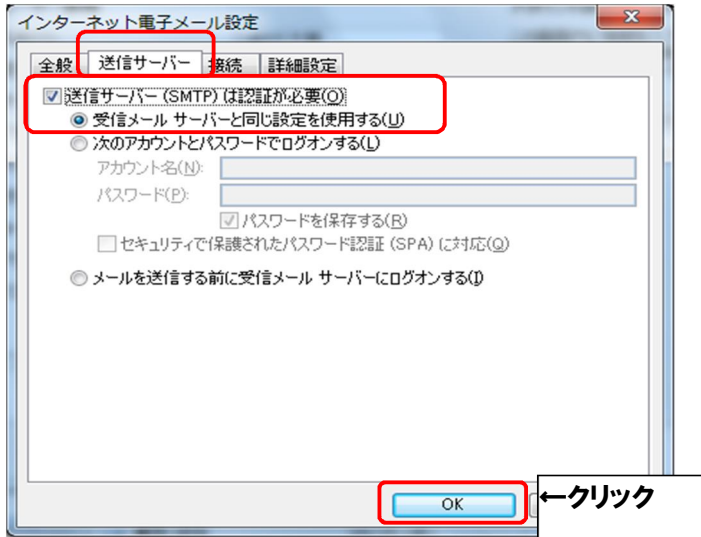 インターネット電子メール設定
全般 送信サーバー 接続 詳細設定
送信サーバー (SMTP) は認証が必要(O)
受信メール サーバーと同じ設定を使用する(U)
次のアカウントとパスワードでログオンする(L)
アカウント名(N):
パスワード(P):
パスワードを保存する(R)
セキュリティで保護されたパスワード認証 (SPA) に対応(Q)
メールを送信する前に受信メール サーバーにログオンする(I)
OK ←クリック